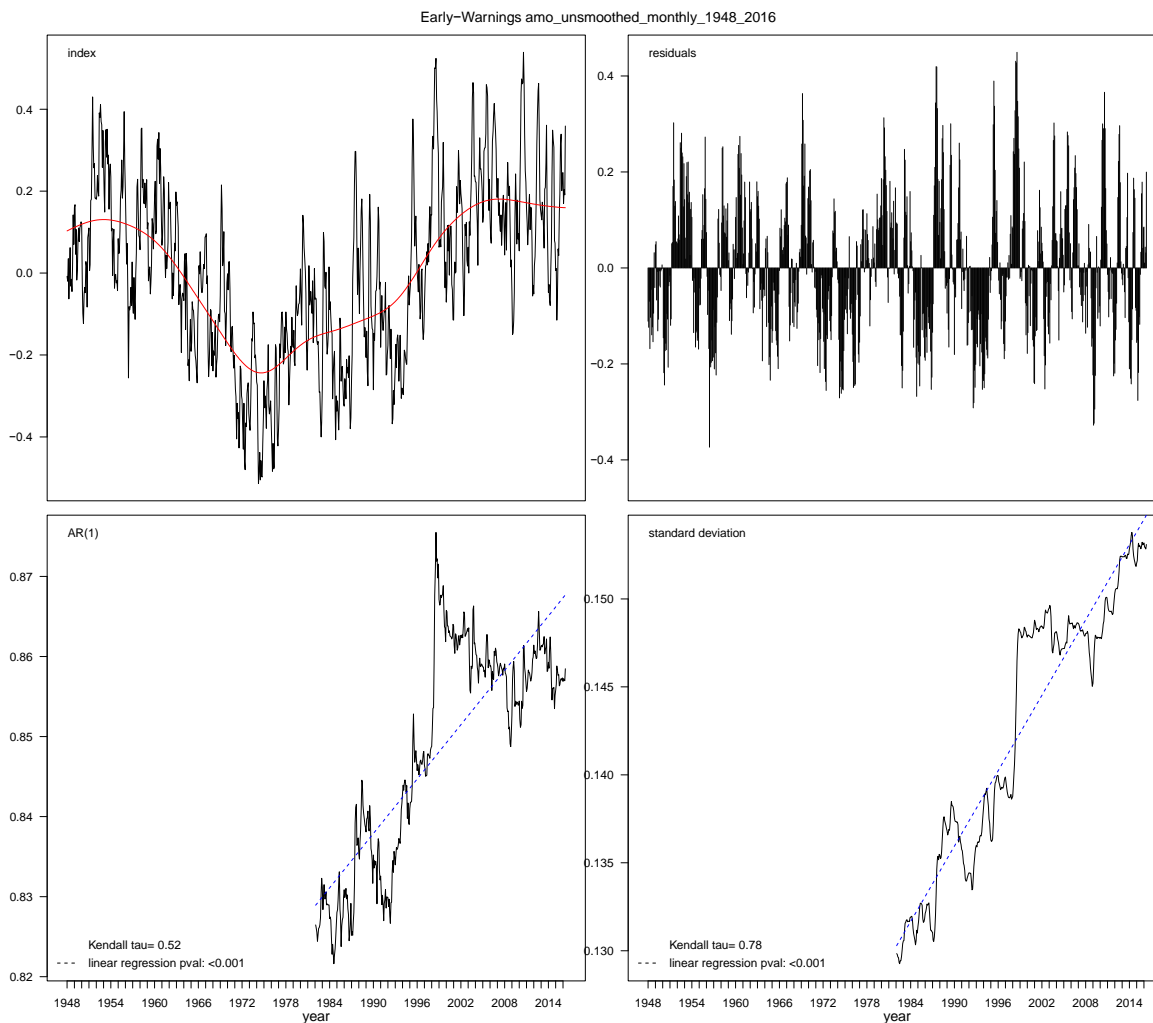 Early−Warnings amo_unsmoothed_monthly_1948_2016
index
0.4
0.2
0.0
−0.2
−0.4
residuals
0.4
0.2
0.0
−0.2
−0.4
AR(1)
0.87
0.86
0.85
0.84
0.83
0.82
Kendall tau= 0.52
linear regression pval: <0.001
1948 1954 1960 1966 1972 1978 1984 1990 1996 2002 2008 2014
year
standard deviation
0.150
0.145
0.140
0.135
0.130
Kendall tau= 0.78
linear regression pval: <0.001
1948 1954 1960 1966 1972 1978 1984 1990 1996 2002 2008 2014
year